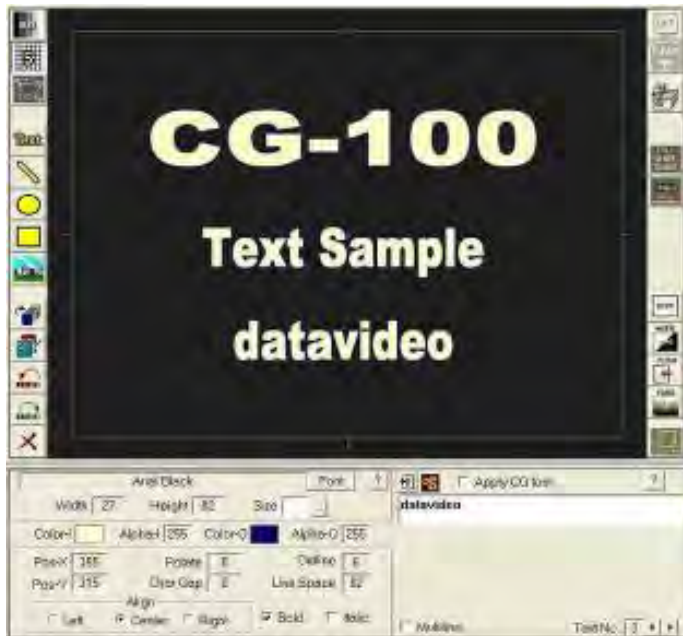 Text
CG-100
Text Sample
datavideo
Arial Black Font ?
Width 27 Height 82 Size
Color-I Alpha-I 255 Color-O Alpha-O 255
Pos-X 355 Rotate 0 Outline 6
Pos-Y 315 Char Gap 0 Line Space 82
Align
Left Center Right Bold Italic
Apply CG form ?
datavideo
Multiline Text No. 3